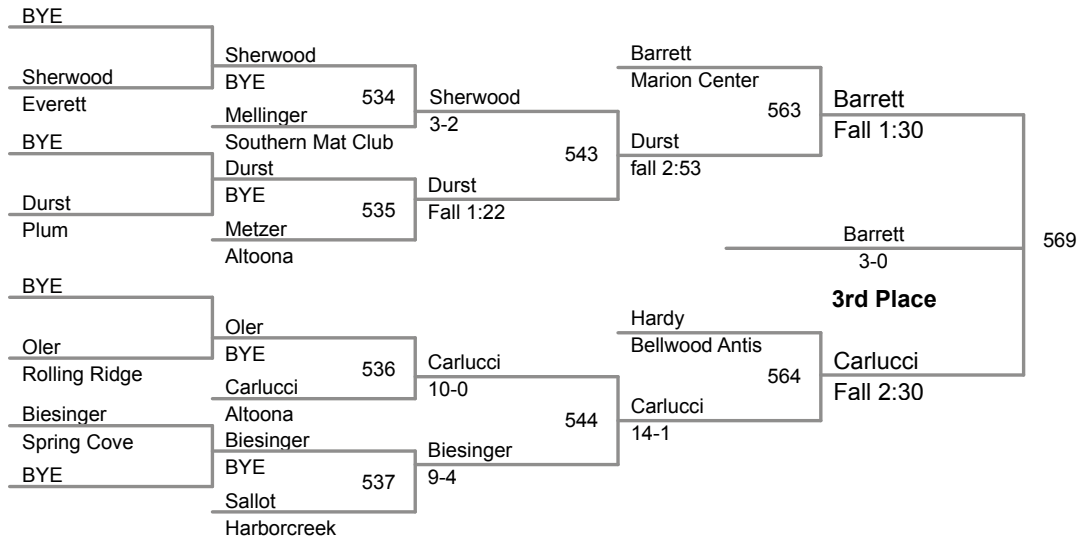 BYE
Sherwood
Everett
BYE
Durst
Plum
BYE
Oler
Rolling Ridge
Biesinger
Spring Cove
BYE
Sherwood
BYE
534
Mellinger
Southern Mat Club
Durst
BYE
535
Metzer
Altoona
Oler
BYE
536
Carlucci
Altoona
Biesinger
BYE
537
Sallot
Harborcreek
Sherwood
3-2
543
Durst
Fall 1:22
Carlucci
10-0
544
Biesinger
9-4
Barrett
Marion Center
563
Durst
fall 2:53
Hardy
Bellwood Antis
564
Carlucci
14-1
Barrett
Fall 1:30
Barrett
569
3-0
3rd Place
Carlucci
Fall 2:30